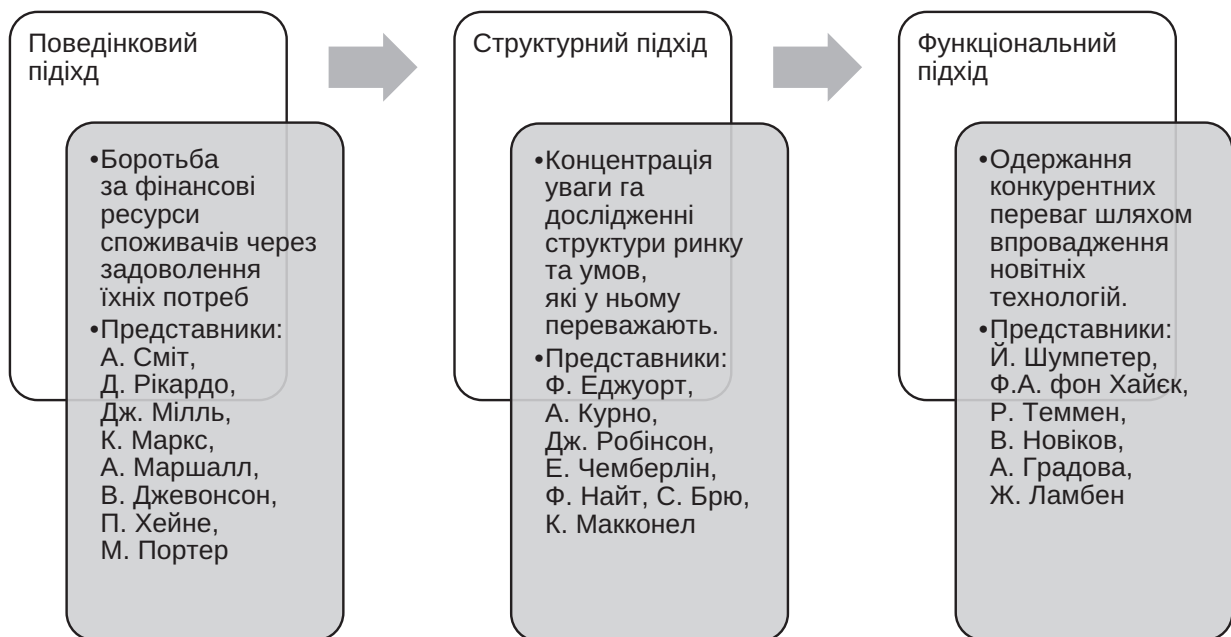 Поведінковий
підіхд
•Боротьба
за фінансові
ресурси
споживачів через
задоволення
їхніх потреб
•Представники:
А. Сміт,
Д. Рікардо,
Дж. Мілль,
К. Маркс,
А. Маршалл,
В. Джевонсон,
П. Хейне,
М. Портер
Структурний підхід
•Концентрація
уваги га
дослідженні
структури ринку
та умов,
які у ньому
переважають.
•Представники:
Ф. Еджуорт,
А. Курно,
Дж. Робінсон,
Е. Чемберлін,
Ф. Найт, С. Брю,
К. Макконел
Функціональний
підхід
•Одержання
конкурентних
переваг шляхом
впровадження
новітніх
технологій.
•Представники:
Й. Шумпетер,
Ф.А. фон Хайєк,
Р. Теммен,
В. Новіков,
А. Градова,
Ж. Ламбен